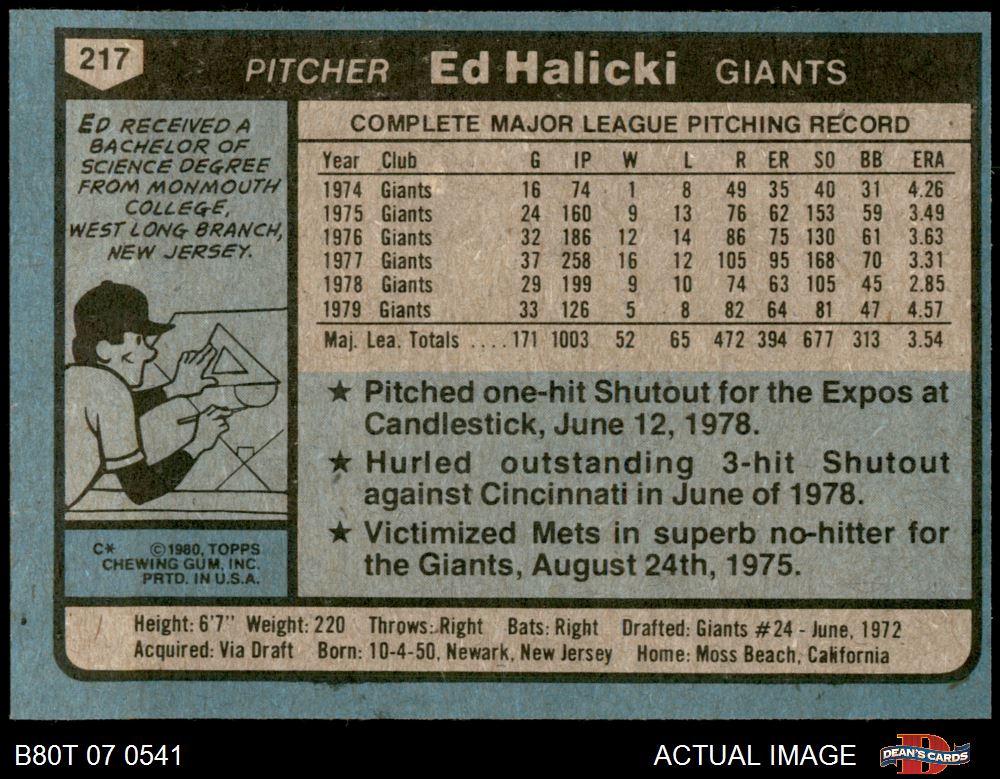 217
PITCHER Ed Halicki GIANTS
ED RECEIVED A
BACHELOR OF
SCIENCE DEGREE
FROM MONMOUTH
COLLEGE,
WEST LONG BRANCH,
NEW JERSEY.
C* ©1980, TOPPS
CHEWING GUM, INC.
PRTD. IN U.S.A.
COMPLETE MAJOR LEAGUE PITCHING RECORD
Year Club G IP W L R ER SO BB ERA
1974 Giants 16 74 1 8 49 35 40 31 4.26
1975 Giants 24 160 9 13 76 62 153 59 3.49
1976 Giants 32 186 12 14 86 75 130 61 3.63
1977 Giants 37 258 16 12 105 95 168 70 3.31
1978 Giants 29 199 9 10 74 63 105 45 2.85
1979 Giants 33 126 5 8 82 64 81 47 4.57
Maj. Lea. Totals .... 171 1003 52 65 472 394 677 313 3.54
★ Pitched one-hit Shutout for the Expos at
Candlestick, June 12, 1978.
★ Hurled outstanding 3-hit Shutout
against Cincinnati in June of 1978.
★ Victimized Mets in superb no-hitter for
the Giants, August 24th, 1975.
Height: 6'7" Weight: 220 Throws: Right Bats: Right Drafted: Giants #24 - June, 1972
Acquired: Via Draft Born: 10-4-50, Newark, New Jersey Home: Moss Beach, California
B80T 07 0541 ACTUAL IMAGE DEAN'S CARDS